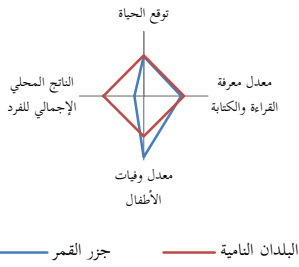 توقع الحياة
معدل معرفة
القراءة والكتابة
الناتج المحلي
الإجمالي للفرد
معدل وفيات
الأطفال
البلدان النامية
جزر القمر